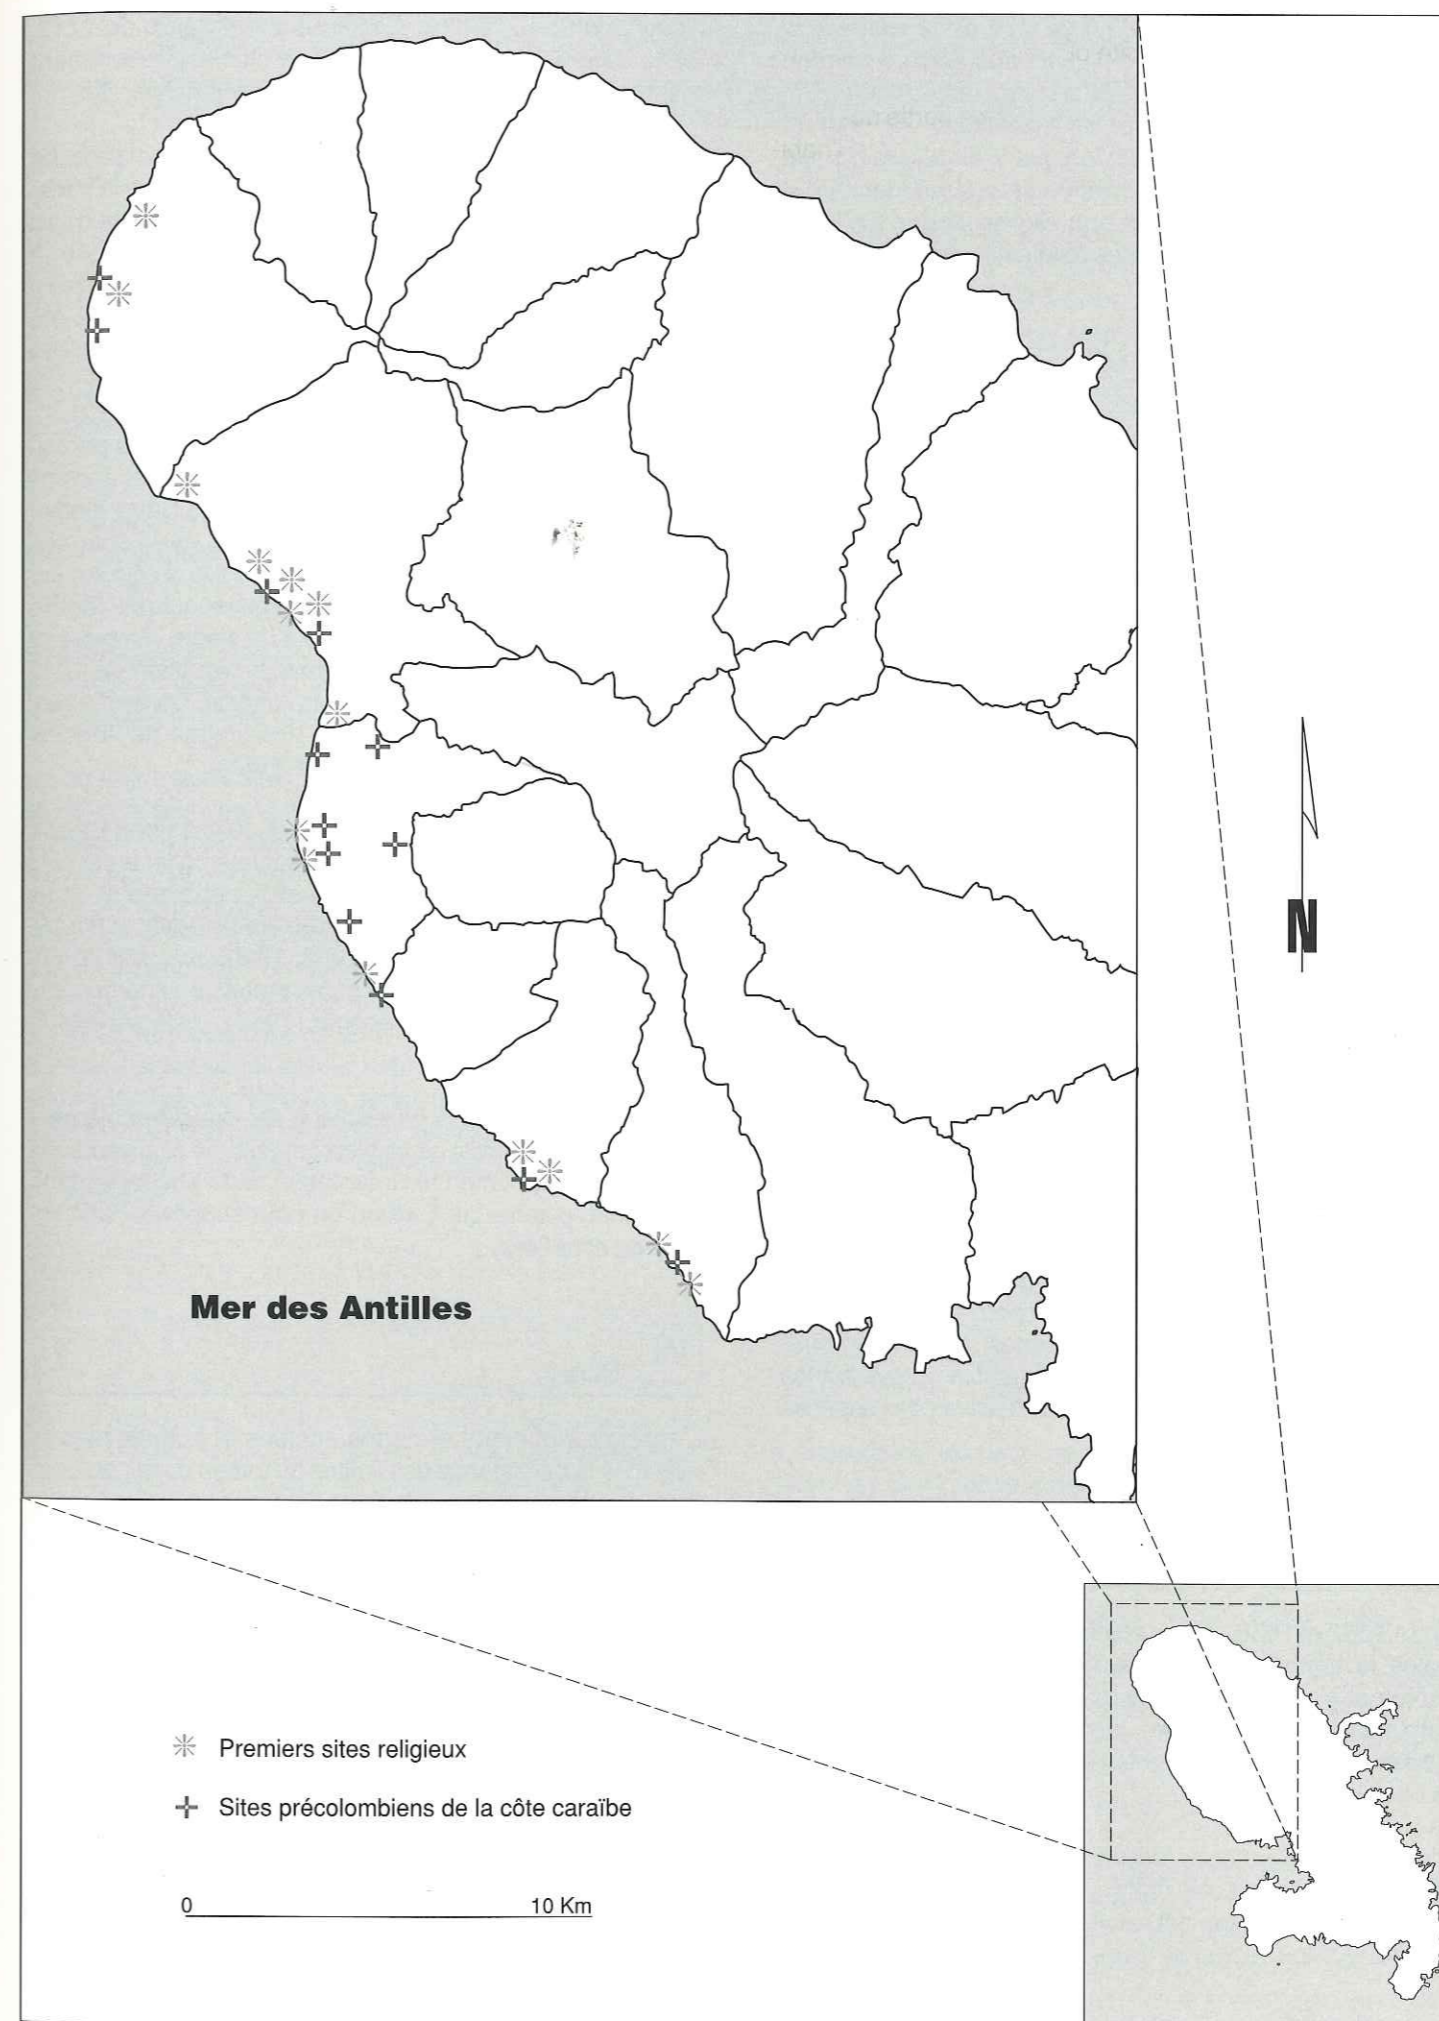 N
Mer des Antilles
Premiers sites religieux
Sites précolombiens de la côte caraïbe
0 10 Km